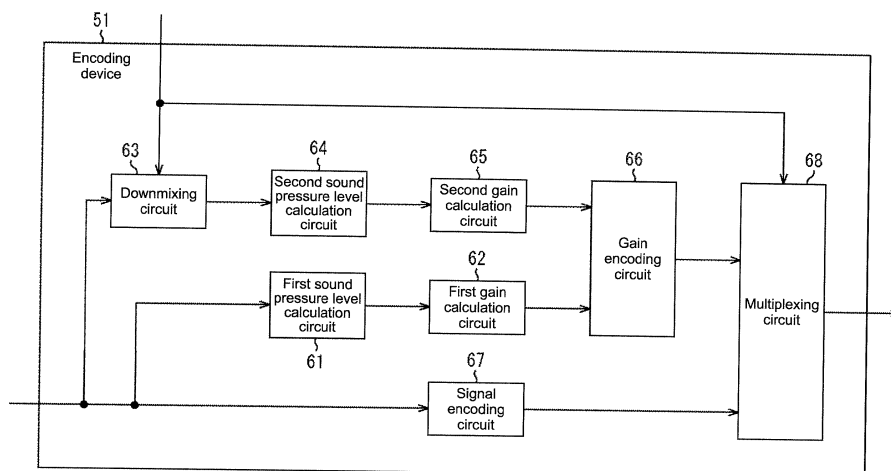 51
Encoding
device
63
Downmixing
circuit
64
Second sound
pressure level
calculation
circuit
65
Second gain
calculation
circuit
66
Gain
encoding
circuit
68
Multiplexing
circuit
First sound
pressure level
calculation
circuit
61
62
First gain
calculation
circuit
67
Signal
encoding
circuit